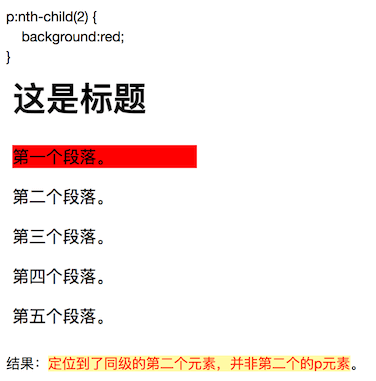 p:nth-child(2) {
background:red;
}
这是标题
第一个段落。
第二个段落。
第三个段落。
第四个段落。
第五个段落。
结果：定位到了同级的第二个元素，并非第二个的p元素。